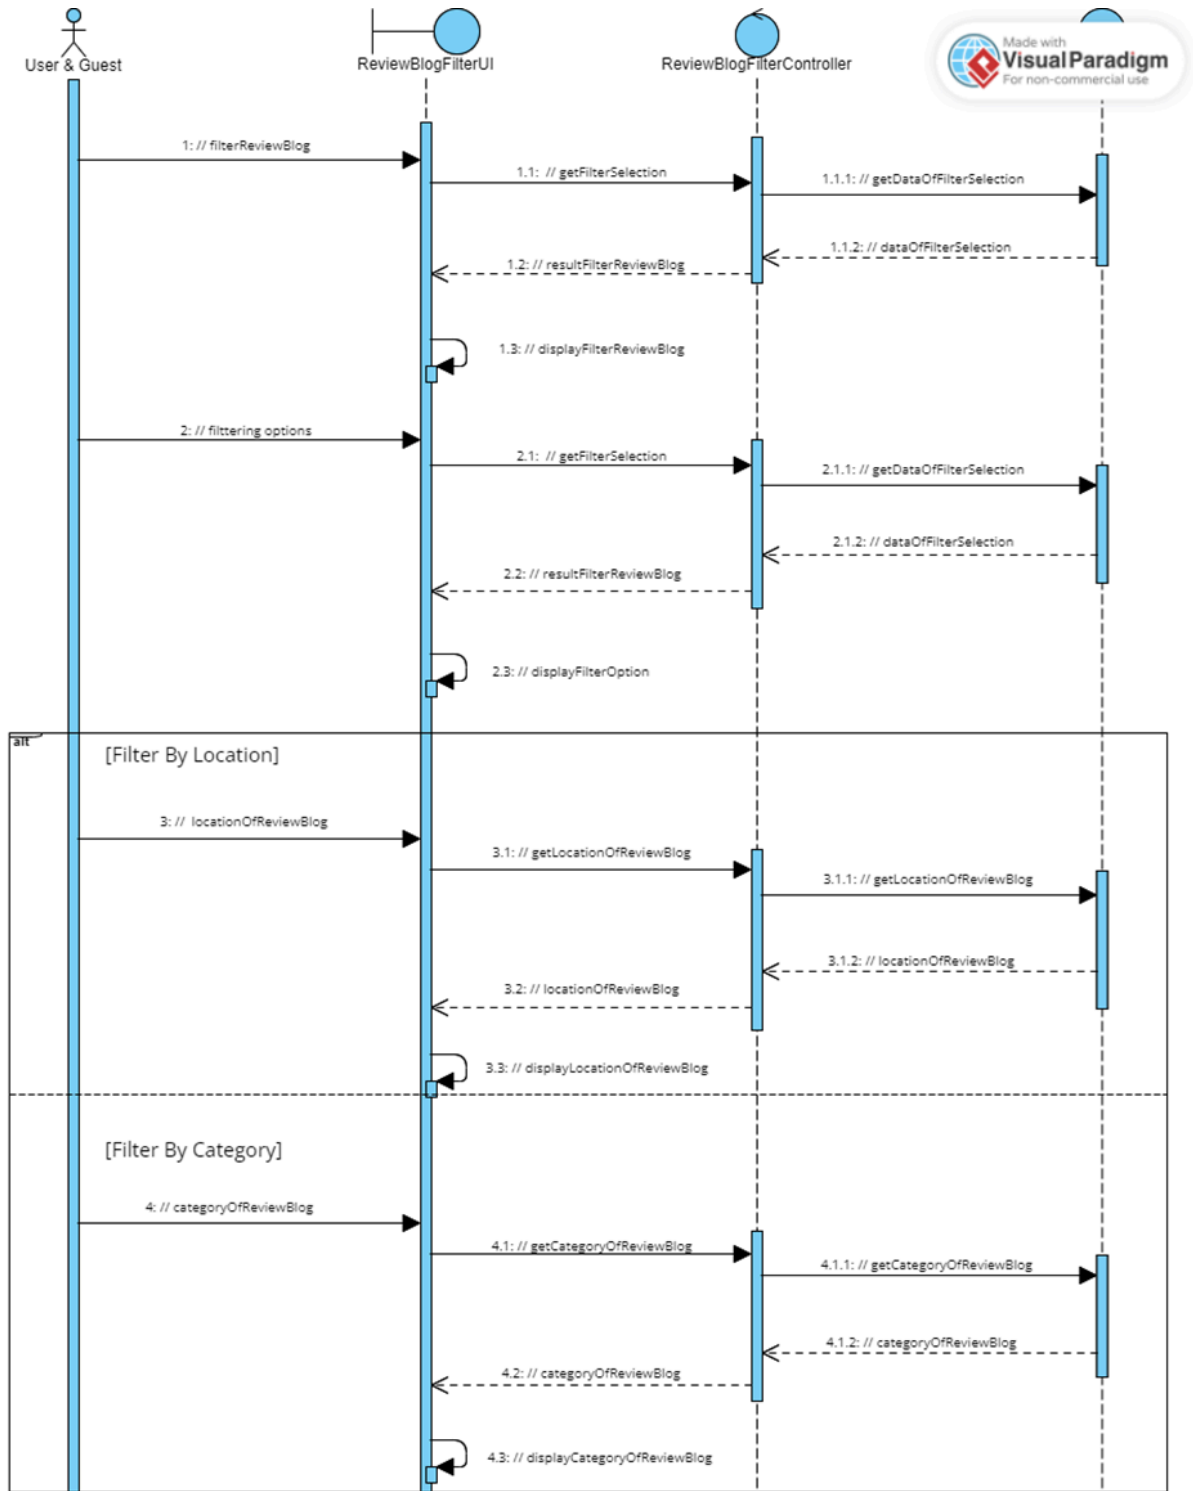 Made with
Visual Paradigm
For non-commercial use
User & Guest
ReviewBlogFilterUI
ReviewBlogFilterController
1: // filterReviewBlog
1.1: // getFilterSelection
1.1.1: // getDataOfFilterSelection
1.1.2: // dataOfFilterSelection
1.2: // resultFilterReviewBlog
1.3: // displayFilterReviewBlog
2: // filttering options
2.1: // getFilterSelection
2.1.1: // getDataOfFilterSelection
2.1.2: // dataOfFilterSelection
2.2: // resultFilterReviewBlog
2.3: // displayFilterOption
alt
[Filter By Location]
3: // locationOfReviewBlog
3.1: // getLocationOfReviewBlog
3.1.1: // getLocationOfReviewBlog
3.1.2: // locationOfReviewBlog
3.2: // locationOfReviewBlog
3.3: // displayLocationOfReviewBlog
[Filter By Category]
4: // categoryOfReviewBlog
4.1: // getCategoryOfReviewBlog
4.1.1: // getCategoryOfReviewBlog
4.1.2: // categoryOfReviewBlog
4.2: // categoryOfReviewBlog
4.3: // displayCategoryOfReviewBlog